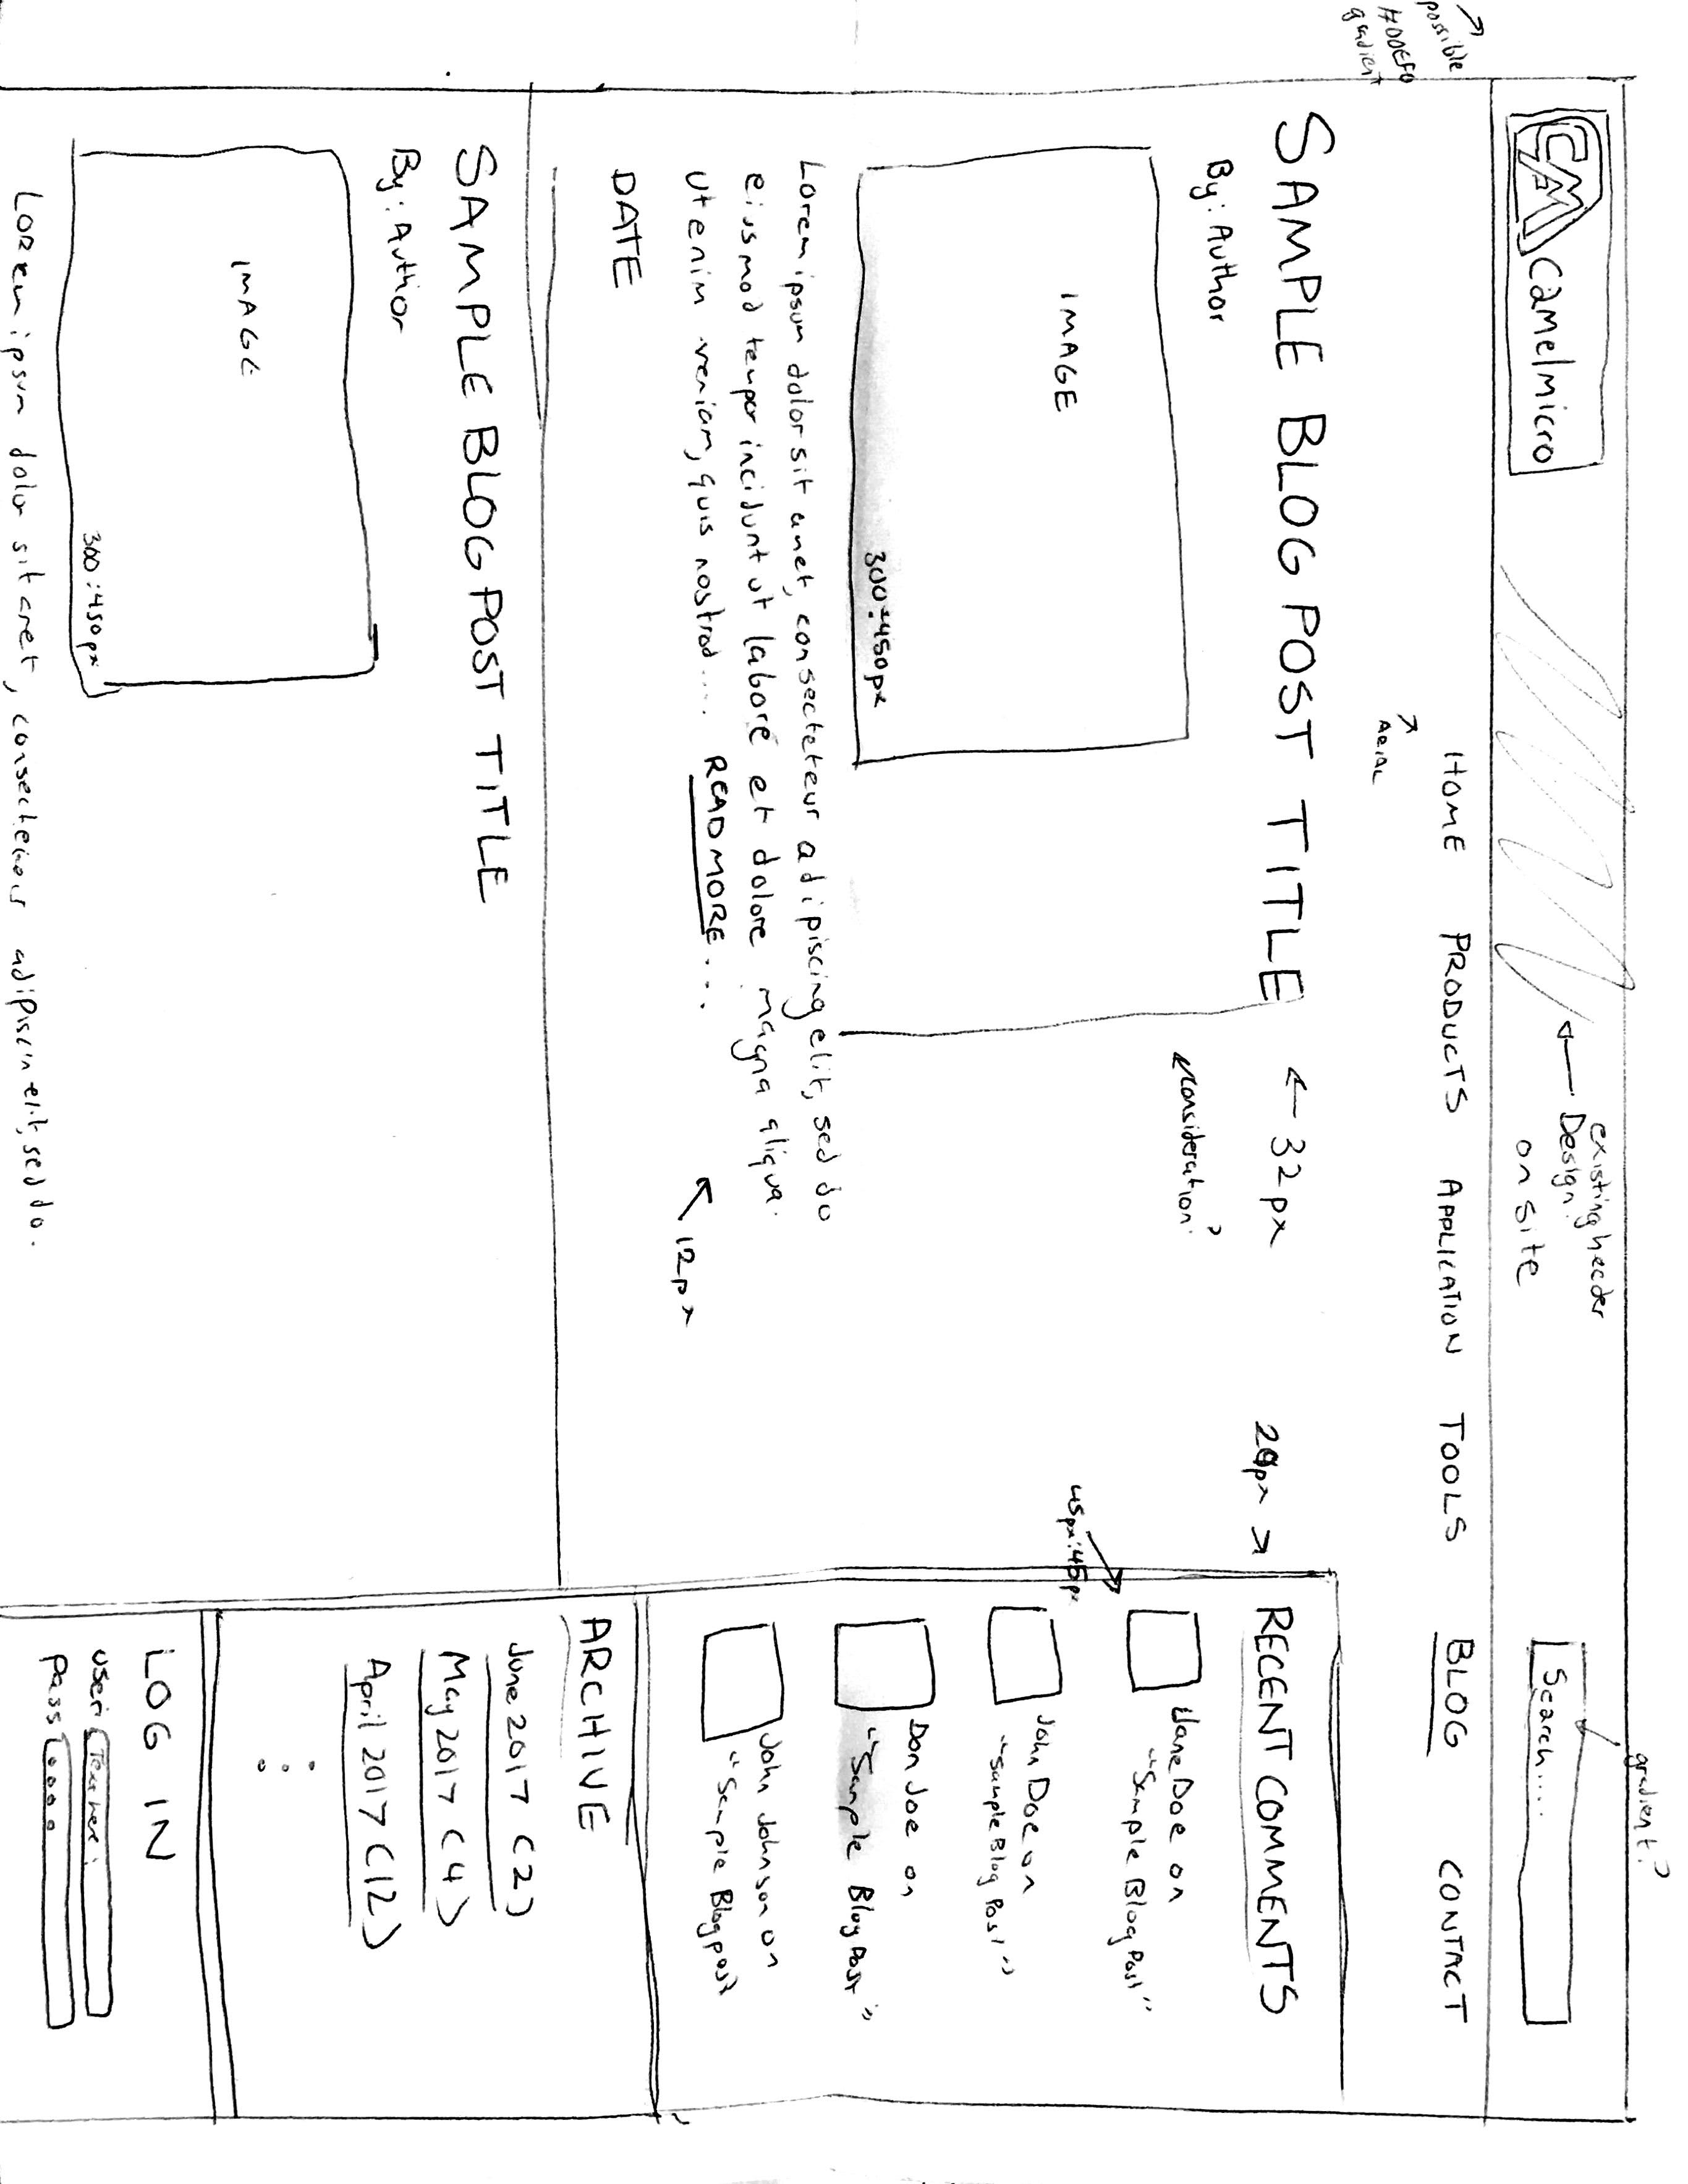 possible
#00EEF0
gradient
CM camelmicro
existing header
Design
on site
Search....
gradient?
HOME PRODUCTS APPLICATION TOOLS BLOG CONTACT
ARIAL
SAMPLE BLOG POST TITLE
32px
By: Author
consideration?
IMAGE
300:450px
Lorem ipsum dolor sit amet, consecteteur adipiscing elit, sed do
eiusmod tempor incidunt ut labore et dolore magna aliqua.
Ut enim veniam, quis nostrod.... READ MORE...
12px
DATE
SAMPLE BLOG POST TITLE
By: Author
IMAGE
300:450px
Lorem ipsum dolor sit amet, consecteiur adipiscin elit, sed do.
20px
RECENT COMMENTS
45px:45px
Jane Doe on
"Sample Blog Post"
John Doe on
"Sample Blog Post"
Don Joe on
"Sample Blog Post"
John Johnson on
"Sample Blog post
ARCHIVE
June 2017 (2)
May 2017 (4)
April 2017 (12)
...
LOG IN
user: Text here:
pass